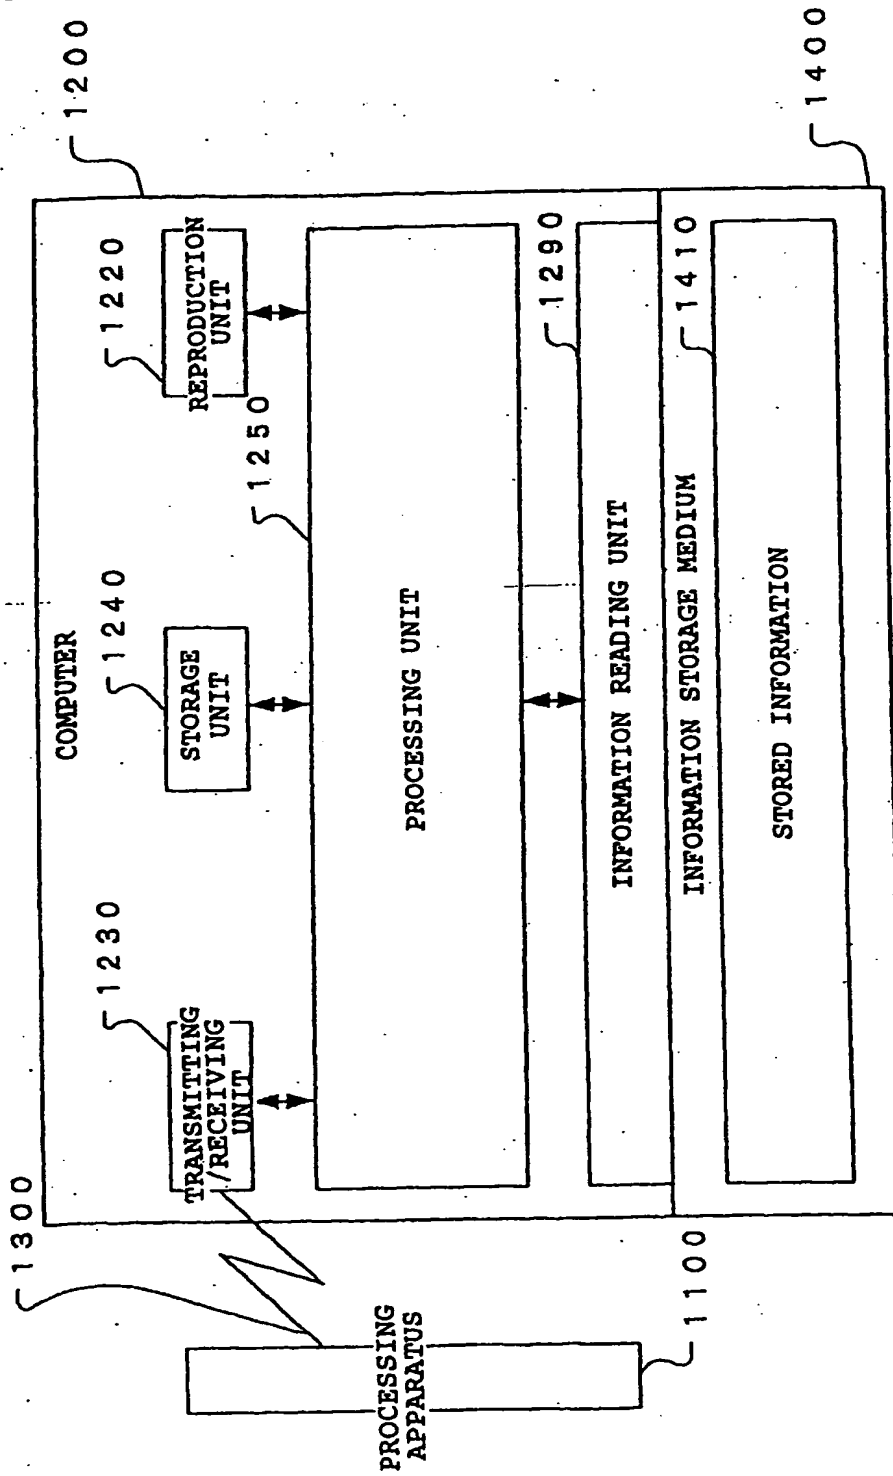 1300
1230
1240
1220
1200
COMPUTER
TRANSMITTING
/RECEIVING
UNIT
STORAGE
UNIT
REPRODUCTION
UNIT
1250
PROCESSING
APPARATUS
PROCESSING UNIT
1290
INFORMATION READING UNIT
1100
INFORMATION STORAGE MEDIUM
1410
STORED INFORMATION
1400